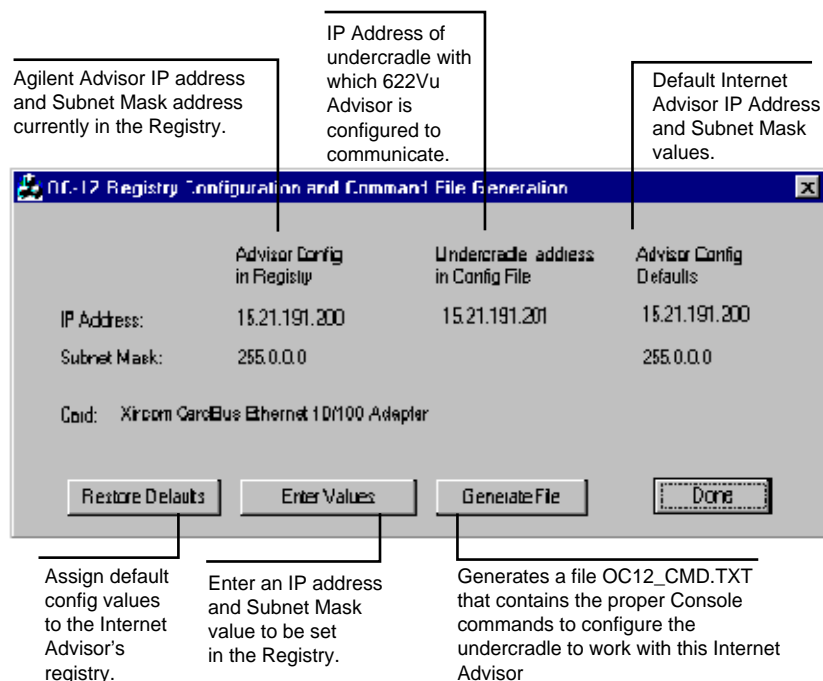 IP Address of
undercradle with
which 622Vu
Advisor is
configured to
communicate.
Agilent Advisor IP address
and Subnet Mask address
currently in the Registry.
Default Internet
Advisor IP Address
and Subnet Mask
values.
OC-12 Registry Configuration and Command File Generation
Advisor Config
in Registry
Undercradle address
in Config File
Advisor Config
Defaults
IP Address:
15.21.191.200
15.21.191.201
15.21.191.200
Subnet Mask:
255.0.0.0
255.0.0.0
Card: Xircom CardBus Ethernet 10/100 Adapter
Restore Defaults
Enter Values
Generate File
Done
Assign default
config values
to the Internet
Advisor's
registry.
Enter an IP address
and Subnet Mask
value to be set
in the Registry.
Generates a file OC12_CMD.TXT
that contains the proper Console
commands to configure the
undercradle to work with this Internet
Advisor